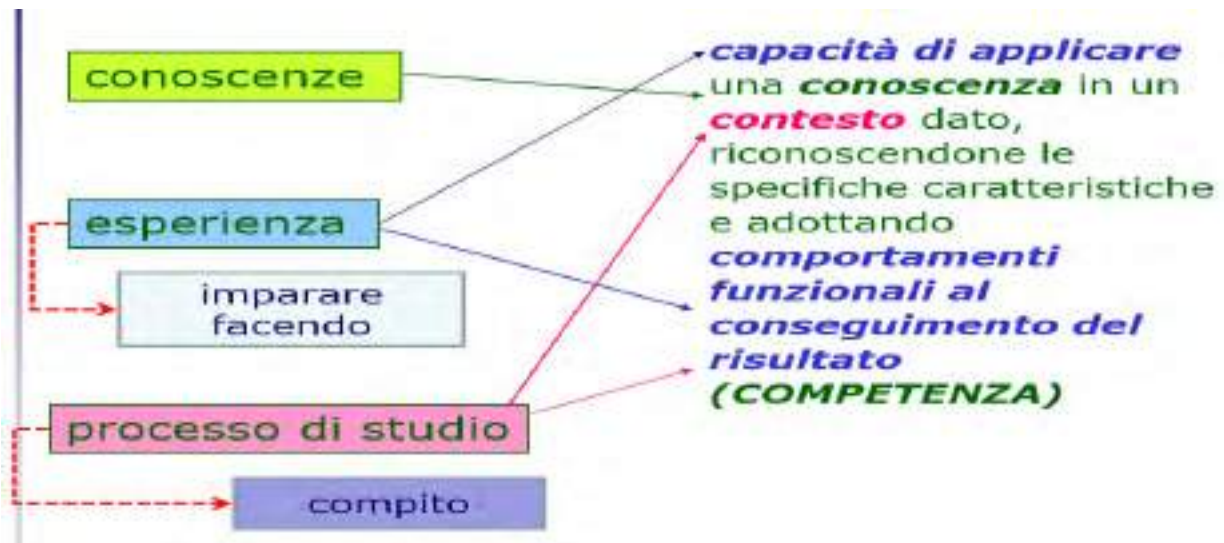 conoscenze
esperienza
imparare
facendo
processo di studio
compito
capacità di applicare
una conoscenza in un
contesto dato,
riconoscendone le
specifiche caratteristiche
e adottando
comportamenti
funzionali al
conseguimento del
risultato
(COMPETENZA)